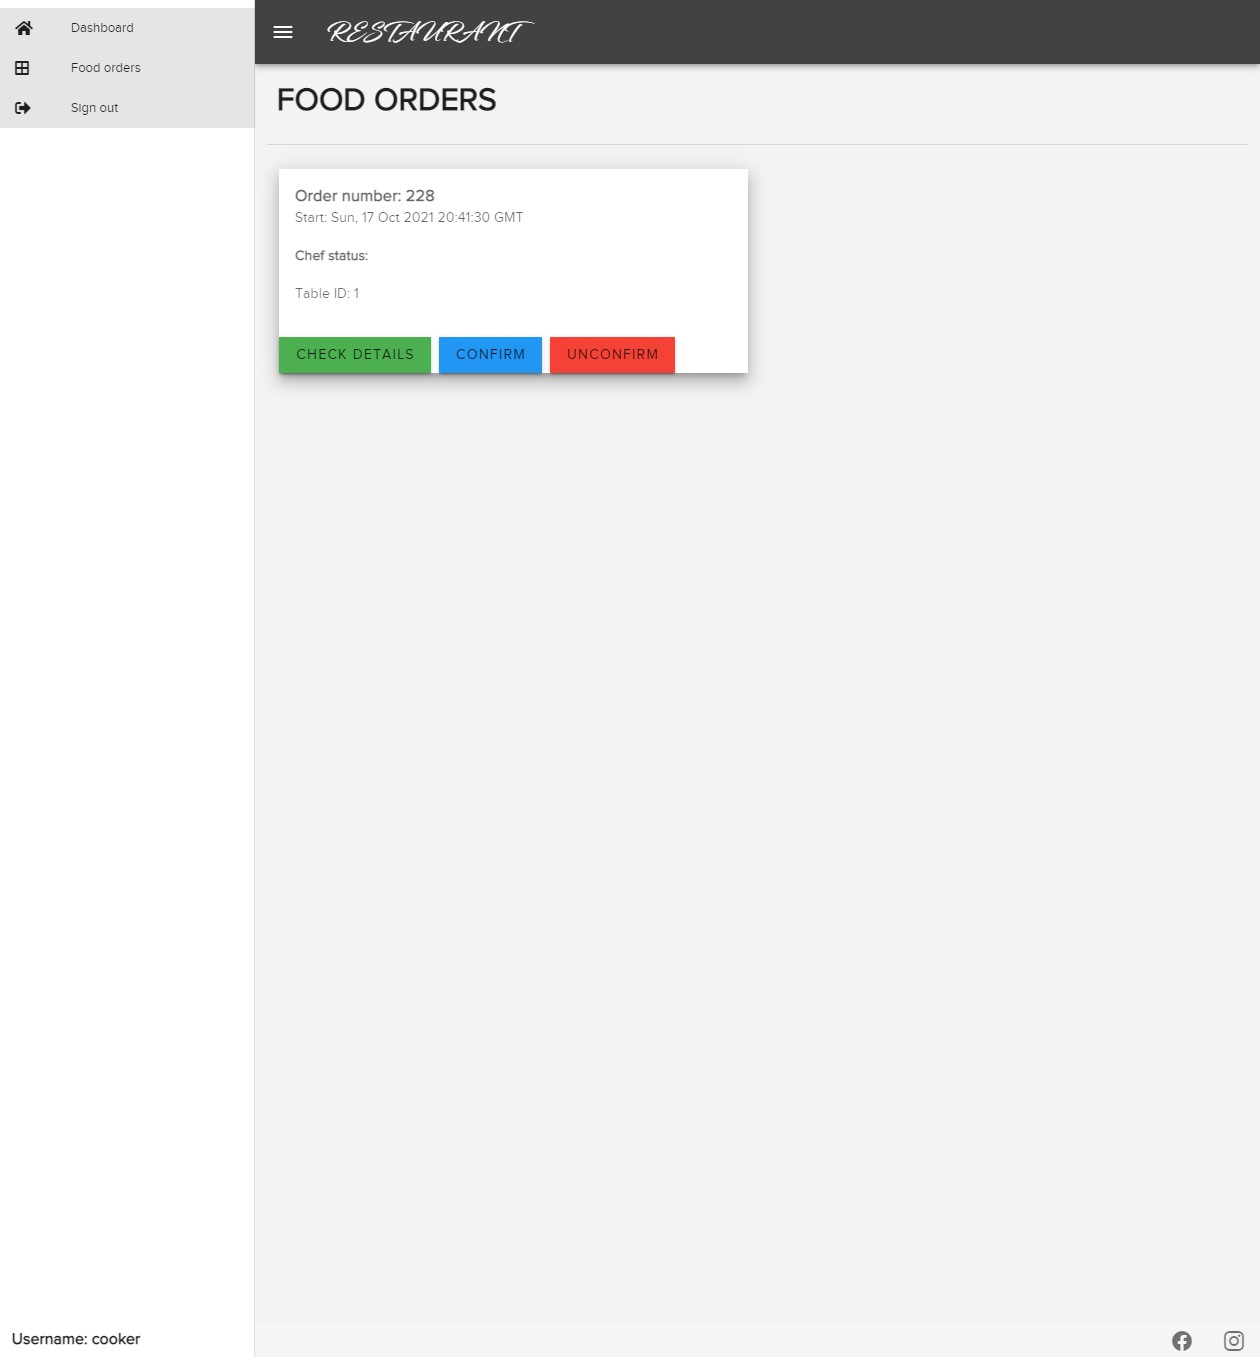 Dashboard
Food orders
Sign out
RESTAURANT
FOOD ORDERS
Order number: 228
Start: Sun, 17 Oct 2021 20:41:30 GMT
Chef status:
Table ID: 1
CHECK DETAILS
CONFIRM
UNCONFIRM
Username: cooker